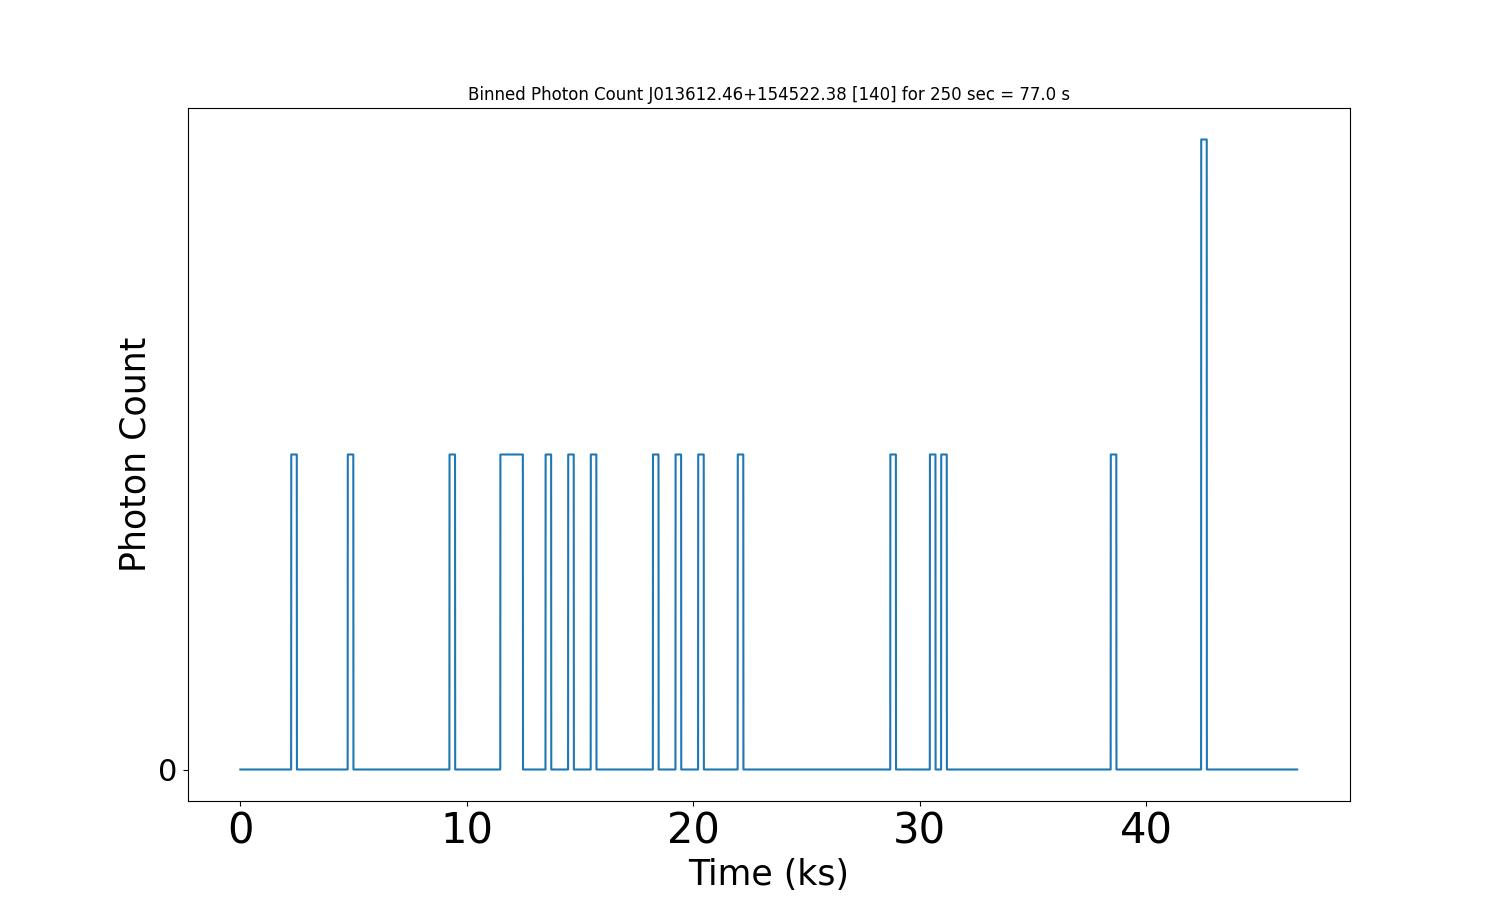 Binned Photon Count J013612.46+154522.38 [140] for 250 sec = 77.0 s
Photon Count
0
0 10 20 30 40
Time (ks)